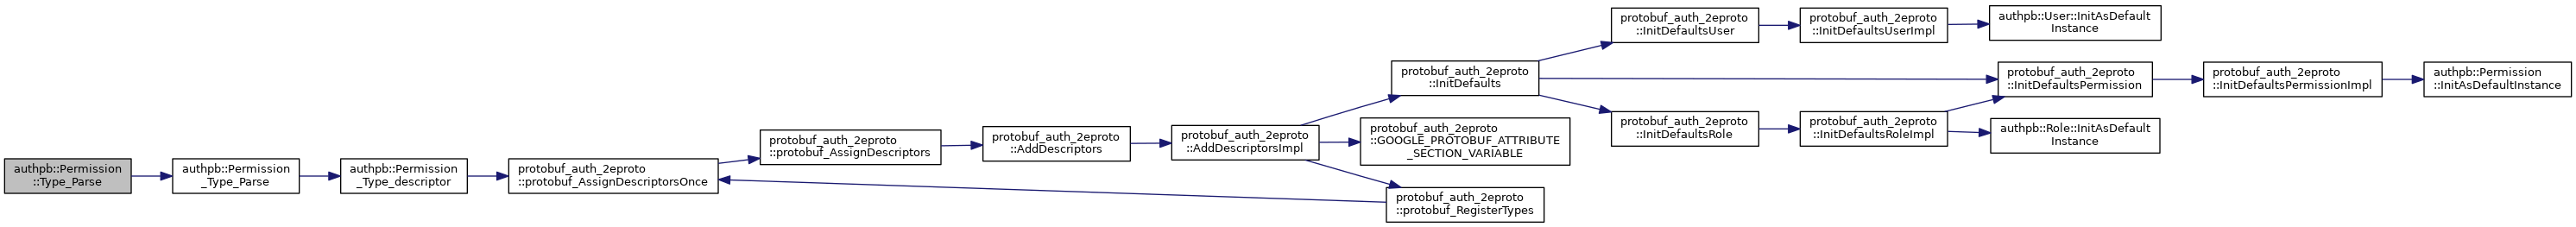 authpb::Permission
::Type_Parse
authpb::Permission
_Type_Parse
authpb::Permission
_Type_descriptor
protobuf_auth_2eproto
::protobuf_AssignDescriptorsOnce
protobuf_auth_2eproto
::protobuf_AssignDescriptors
protobuf_auth_2eproto
::AddDescriptors
protobuf_auth_2eproto
::AddDescriptorsImpl
protobuf_auth_2eproto
::InitDefaults
protobuf_auth_2eproto
::GOOGLE_PROTOBUF_ATTRIBUTE
_SECTION_VARIABLE
protobuf_auth_2eproto
::protobuf_RegisterTypes
protobuf_auth_2eproto
::InitDefaultsUser
protobuf_auth_2eproto
::InitDefaultsUserImpl
authpb::User::InitAsDefault
Instance
protobuf_auth_2eproto
::InitDefaultsRole
protobuf_auth_2eproto
::InitDefaultsRoleImpl
protobuf_auth_2eproto
::InitDefaultsPermission
authpb::Role::InitAsDefault
Instance
protobuf_auth_2eproto
::InitDefaultsPermissionImpl
authpb::Permission
::InitAsDefaultInstance